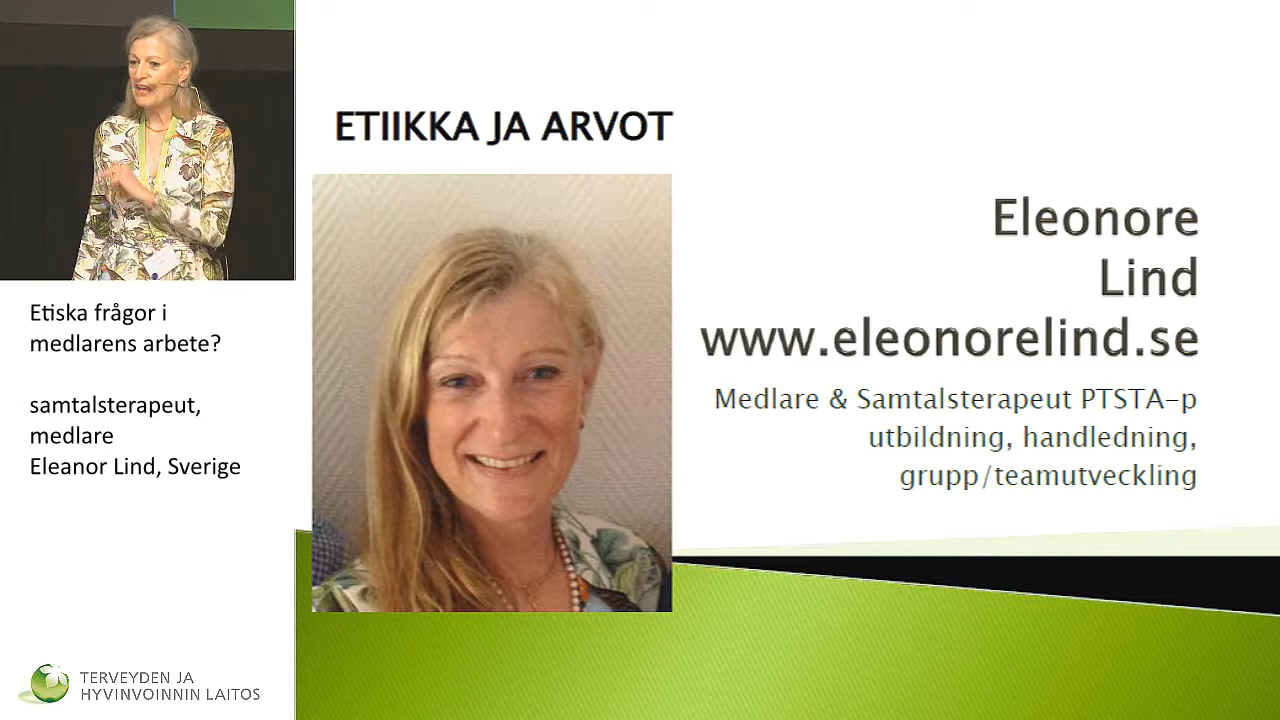 ETIIKKA JA ARVOT
Eleonore
Lind
www.eleonorelind.se
Medlare & Samtalsterapeut PTSTA-p
utbildning, handledning,
grupp/teamutveckling
Etiska frågor i
medlarens arbete?
samtalsterapeut,
medlare
Eleanor Lind, Sverige
TERVEYDEN JA
HYVINVOINNIN LAITOS